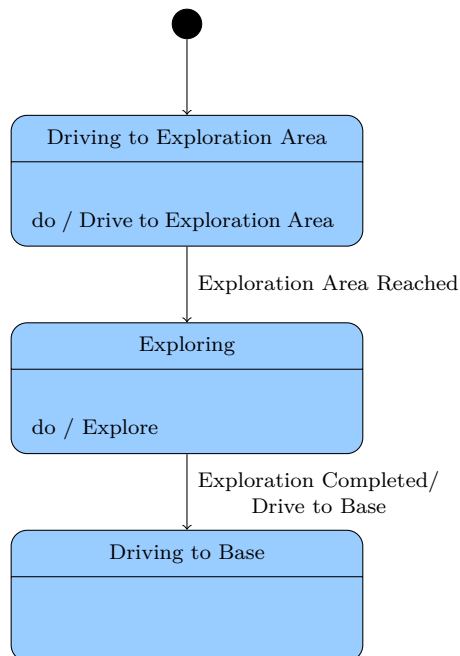 Driving to Exploration Area
do / Drive to Exploration Area
Exploration Area Reached
Exploring
do / Explore
Exploration Completed/
Drive to Base
Driving to Base